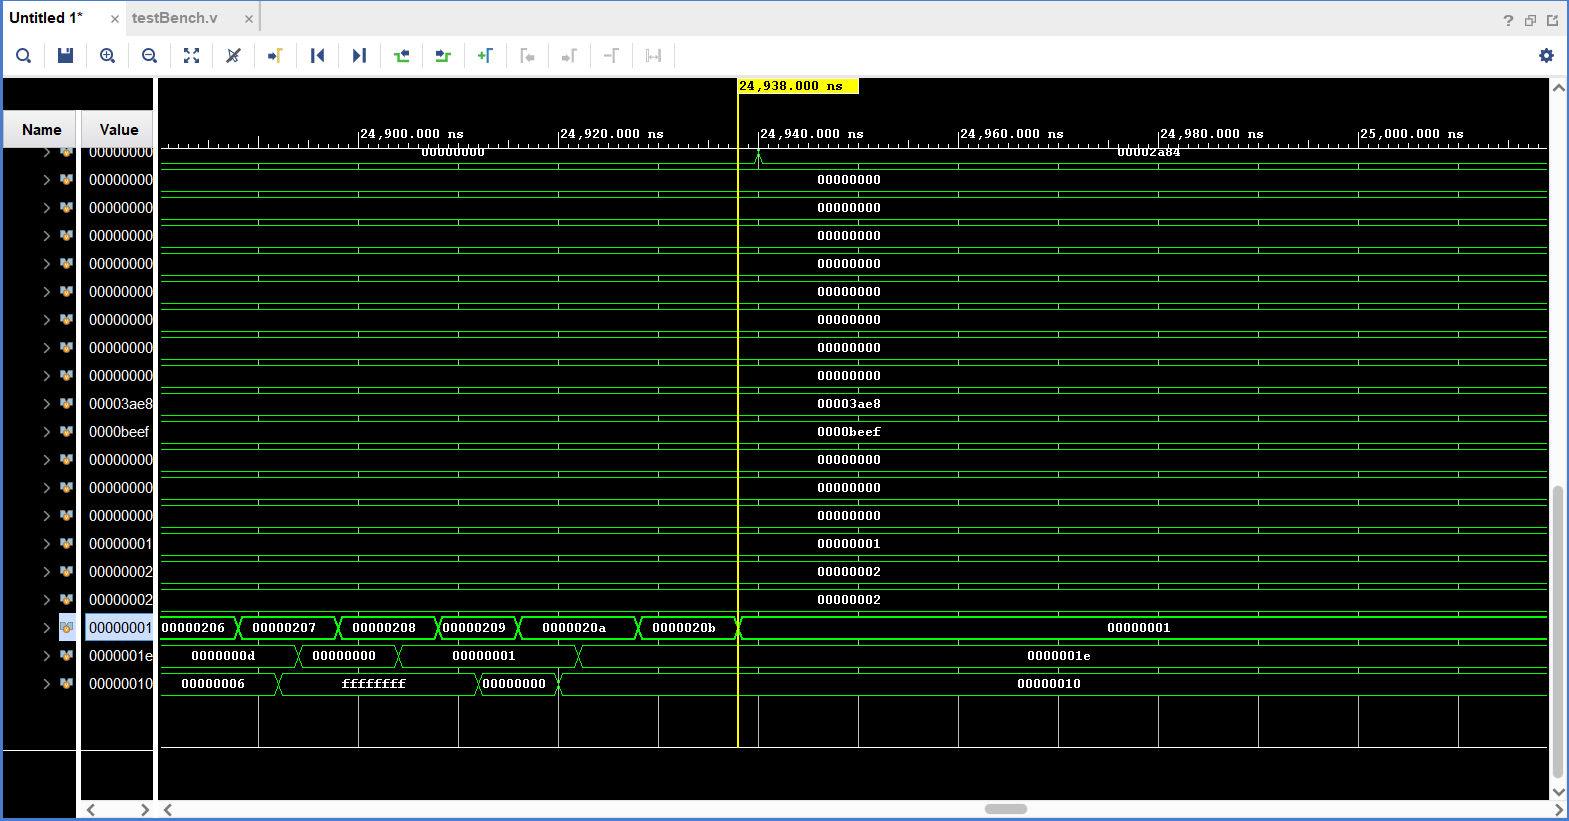 Untitled 1* × testBench.v ×
?
24,938.000 ns
Name Value 24,900.000 ns 24,920.000 ns 24,940.000 ns 24,960.000 ns 24,980.000 ns 25,000.000 ns
00000000 00000000 00002a84
00000000 00000000
00000000 00000000
00000000 00000000
00000000 00000000
00000000 00000000
00000000 00000000
00000000 00000000
00000000 00000000
00003ae8 00003ae8
0000beef 0000beef
00000000 00000000
00000000 00000000
00000000 00000000
00000001 00000001
00000002 00000002
00000002 00000002
00000001 00000206 00000207 00000208 00000209 0000020a 0000020b 00000001
0000001e 0000000d 00000000 00000001 0000001e
00000010 00000006 ffffffff 00000000 00000010